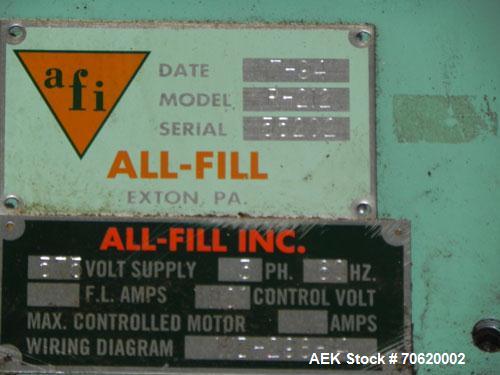 afi
DATE
MODEL
SERIAL
ALL-FILL
EXTON, PA.
ALL-FILL INC.
VOLT SUPPLY PH. HZ.
F.L. AMPS CONTROL VOLT
MAX. CONTROLLED MOTOR AMPS
WIRING DIAGRAM
AEK Stock # 70620002